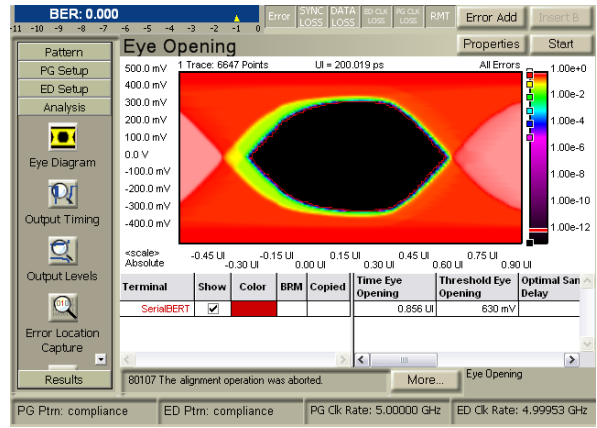 BER: 0.000
-11 -10 -9 -8 -7 -6 -5 -4 -3 -2 -1 0
Error
SYNC LOSS
DATA LOSS
ED CLK LOSS
PG CLK LOSS
RMT
Error Add
Insert B
Eye Opening
Properties
Start
Pattern
PG Setup
ED Setup
Analysis
Eye Diagram
Output Timing
Output Levels
Error Location Capture
Results
1 Trace: 6647 Points
UI = 200.019 ps
All Errors
500.0 mV
400.0 mV
300.0 mV
200.0 mV
100.0 mV
0.0 V
-100.0 mV
-200.0 mV
-300.0 mV
-400.0 mV
1.00e+0
1.00e-2
1.00e-4
1.00e-6
1.00e-8
1.00e-10
1.00e-12
<scale>
Absolute
-0.45 UI
-0.30 UI
-0.15 UI
0.00 UI
0.15 UI
0.30 UI
0.45 UI
0.60 UI
0.75 UI
0.90 UI
Terminal
Show
Color
BRM
Copied
Time Eye Opening
Threshold Eye Opening
Optimal San Delay
SerialBERT
0.856 UI
630 mV
80107 The alignment operation was aborted.
More...
Eye Opening
PG Ptrn: compliance
ED Ptrn: compliance
PG Clk Rate: 5.00000 GHz
ED Clk Rate: 4.99953 GHz